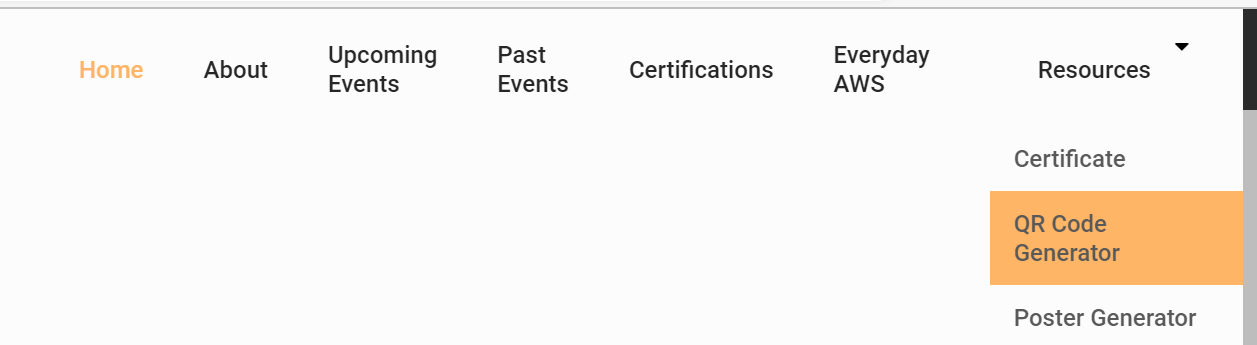 Home
About
Upcoming
Events
Past
Events
Certifications
Everyday
AWS
Resources
Certificate
QR Code
Generator
Poster Generator